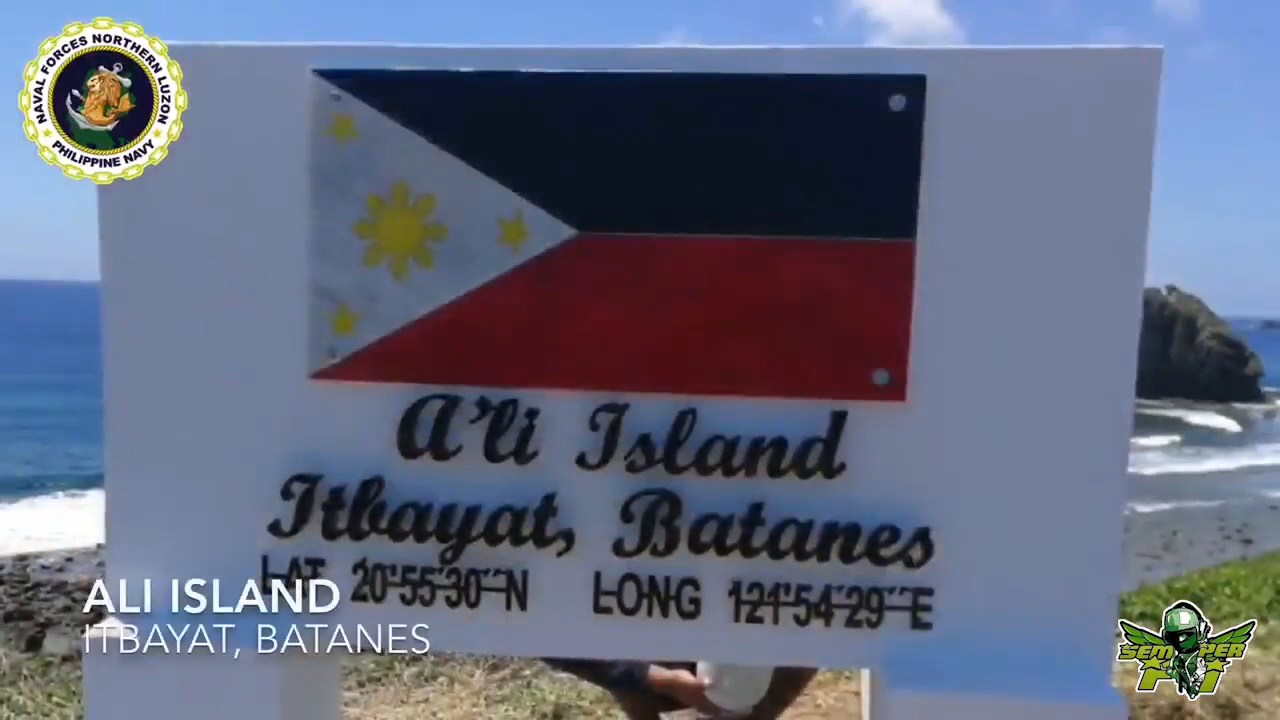 NAVAL FORCES NORTHERN LUZON
PHILIPPINE NAVY
A'li Island
Itbayat, Batanes
LAT 20°55'30"N LONG 121°54'29"E
ALI ISLAND
ITBAYAT, BATANES
SEMPER
FI